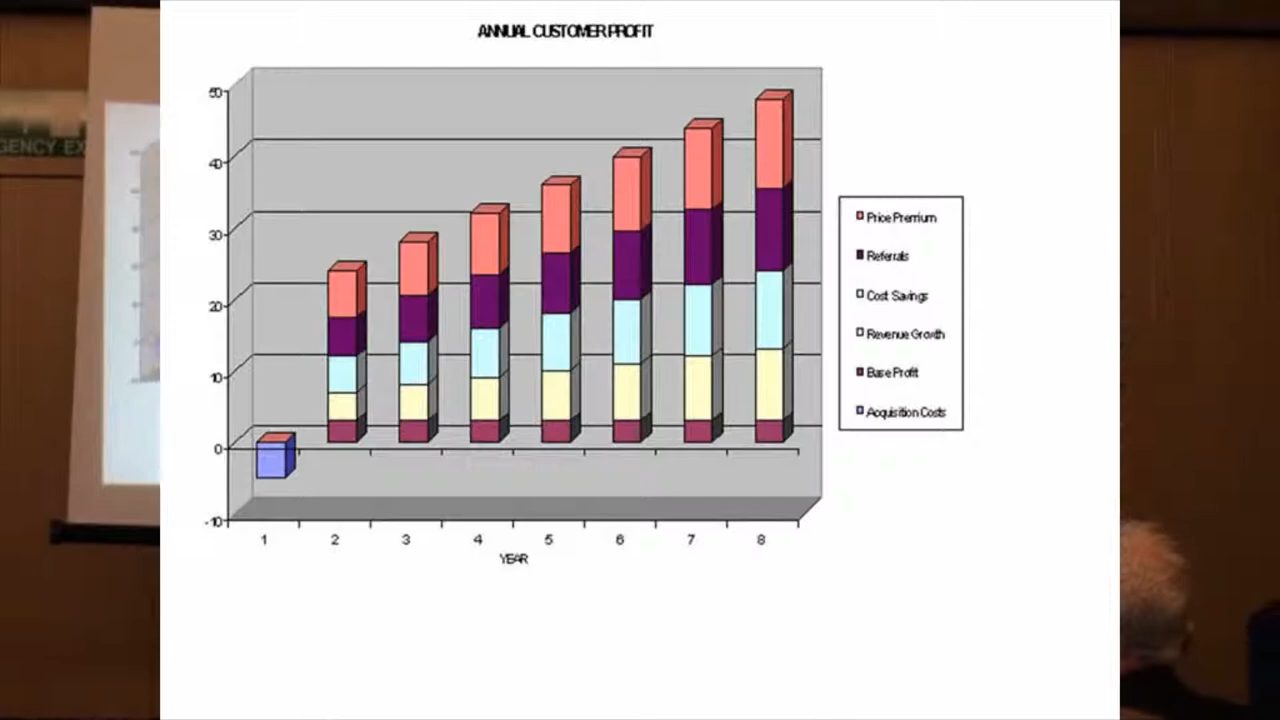 ANNUAL CUSTOMER PROFIT
50
40
30
20
10
0
-10
1 2 3 4 5 6 7 8
YEAR
Price Premium
Referrals
Cost Savings
Revenue Growth
Base Profit
Acquisition Costs
GENCY EX